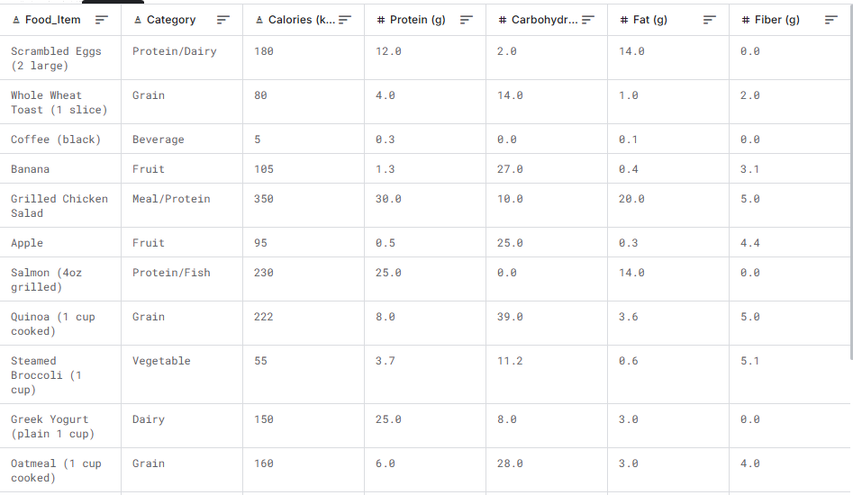 Food_Item Category Calories (k... Protein (g) Carbohydr... Fat (g) Fiber (g)
Scrambled Eggs Protein/Dairy 180 12.0 2.0 14.0 0.0
(2 large)
Whole Wheat Grain 80 4.0 14.0 1.0 2.0
Toast (1 slice)
Coffee (black) Beverage 5 0.3 0.0 0.1 0.0
Banana Fruit 105 1.3 27.0 0.4 3.1
Grilled Chicken Meal/Protein 350 30.0 10.0 20.0 5.0
Salad
Apple Fruit 95 0.5 25.0 0.3 4.4
Salmon (4oz Protein/Fish 230 25.0 0.0 14.0 0.0
grilled)
Quinoa (1 cup Grain 222 8.0 39.0 3.6 5.0
cooked)
Steamed Vegetable 55 3.7 11.2 0.6 5.1
Broccoli (1
cup)
Greek Yogurt Dairy 150 25.0 8.0 3.0 0.0
(plain 1 cup)
Oatmeal (1 cup Grain 160 6.0 28.0 3.0 4.0
cooked)